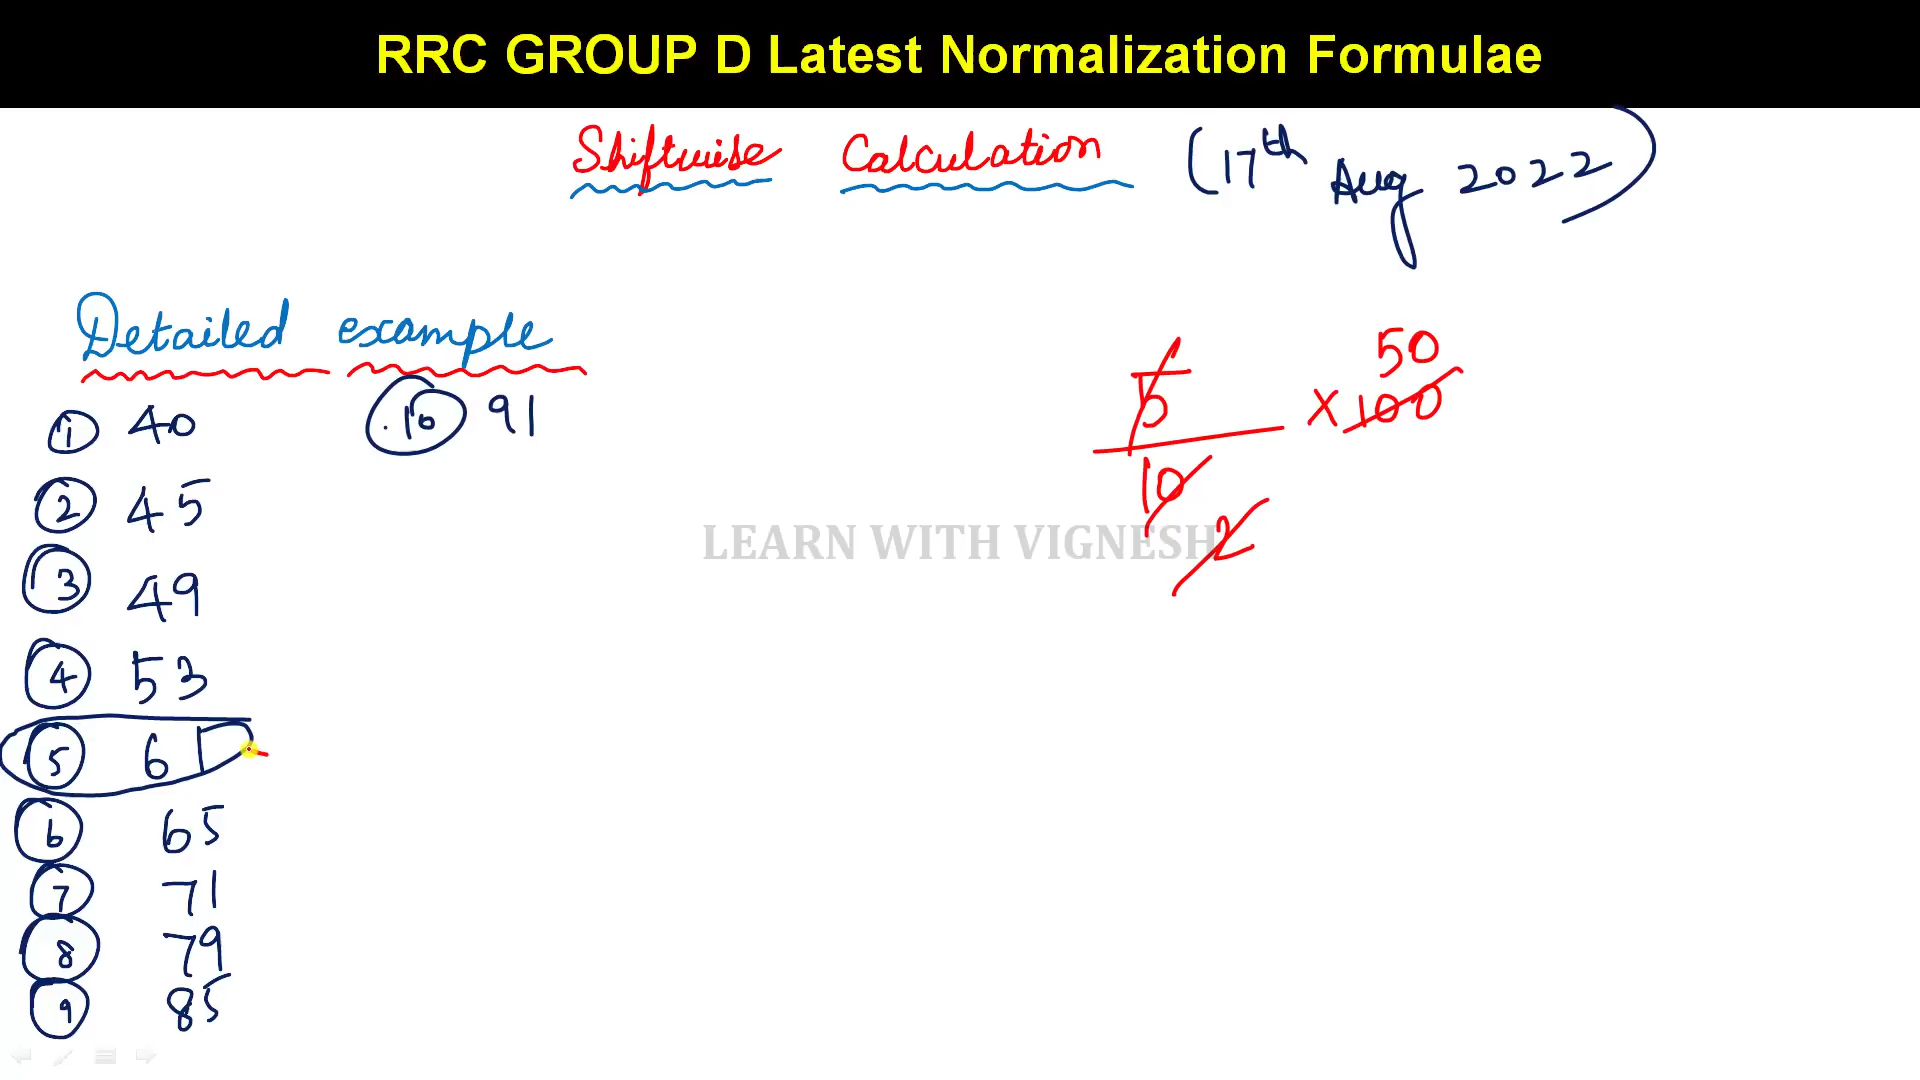 RRC GROUP D Latest Normalization Formulae
Shiftwise Calculation (17th Aug 2022)
Detailed example
1 40
2 45
3 49
4 53
5 61
6 65
7 71
8 79
9 85
.10 91
50
5 × 100
10
2
LEARN WITH VIGNESH